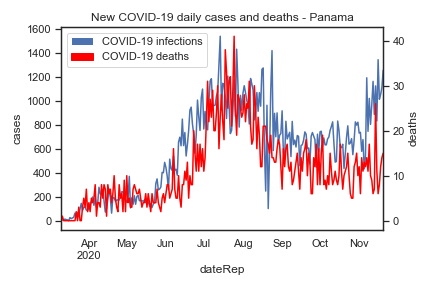 New COVID-19 daily cases and deaths - Panama
COVID-19 infections
COVID-19 deaths
cases
1600
1400
1200
1000
800
600
400
200
0
deaths
40
30
20
10
0
Apr May Jun Jul Aug Sep Oct Nov
2020
dateRep